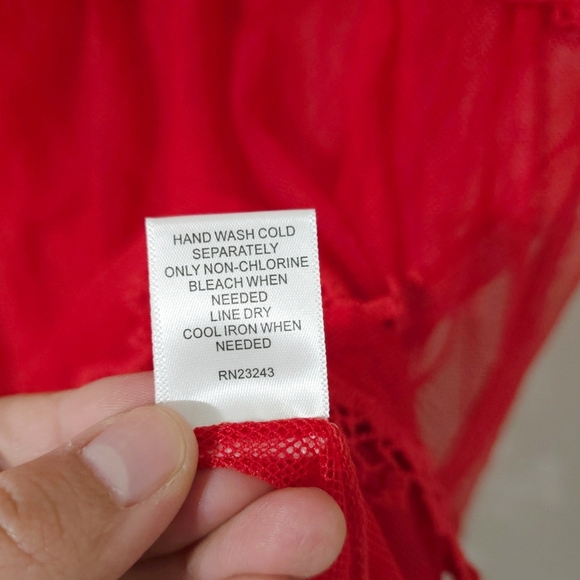 HAND WASH COLD
SEPARATELY
ONLY NON-CHLORINE
BLEACH WHEN
NEEDED
LINE DRY
COOL IRON WHEN
NEEDED
RN23243